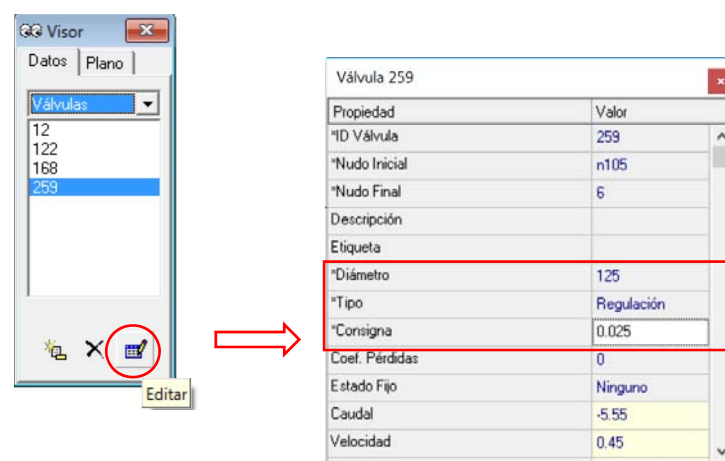 Visor
Datos Plano
Válvulas
12
122
168
259
Editar
Válvula 259
Propiedad Valor
*ID Válvula 259
*Nudo Inicial n105
*Nudo Final 6
Descripción
Etiqueta
*Diámetro 125
*Tipo Regulación
*Consigna 0.025
Coef. Pérdidas 0
Estado Fijo Ninguno
Caudal -5.55
Velocidad 0.45